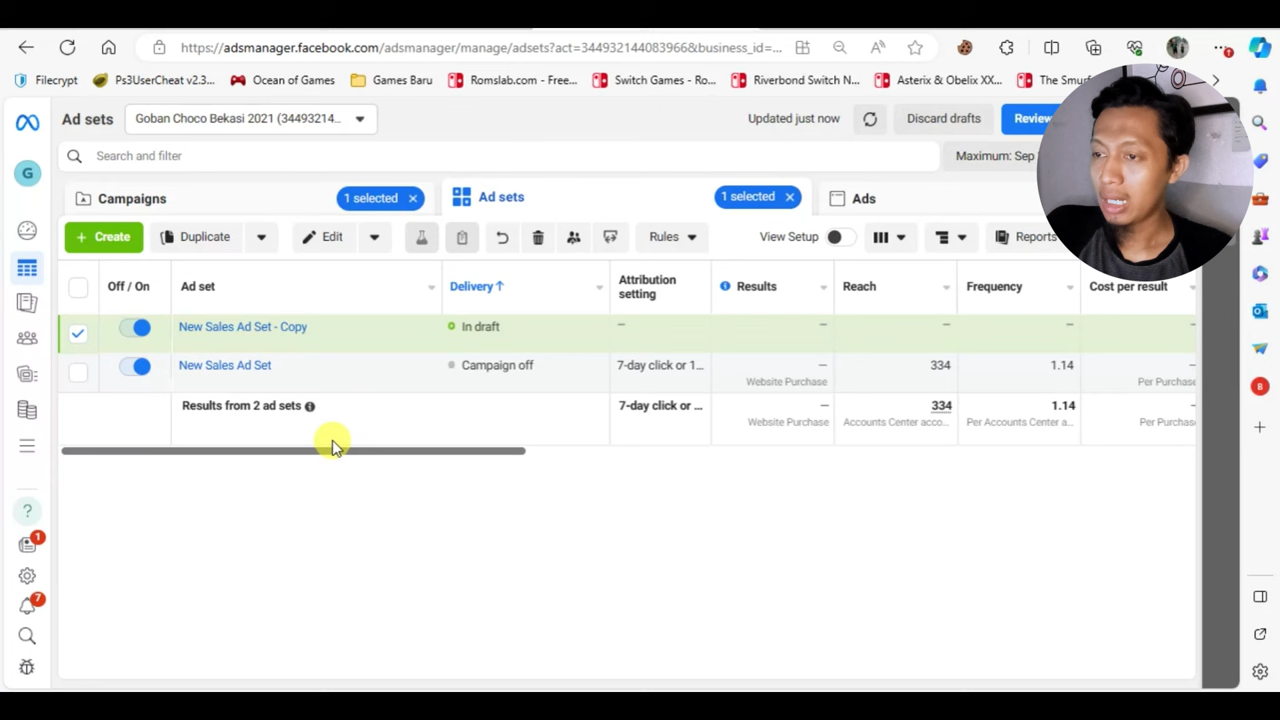 https://adsmanager.facebook.com/adsmanager/manage/adsets?act=344932144083966&business_id=...
Filecrypt
Ps3UserCheat v2.3...
Ocean of Games
Games Baru
Romslab.com - Free...
Switch Games - Ro...
Riverbond Switch N...
Asterix & Obelix XX...
The Smurf
Ad sets
Goban Choco Bekasi 2021 (34493214...
Updated just now
Discard drafts
Review
G
Search and filter
Maximum: Sep
Campaigns
1 selected
Ad sets
1 selected
Ads
+ Create
Duplicate
Edit
Rules
View Setup
Reports
Off / On
Ad set
Delivery ↑
Attribution setting
Results
Reach
Frequency
Cost per result
New Sales Ad Set - Copy
In draft
–
–
–
–
–
New Sales Ad Set
Campaign off
7-day click or 1...
–
Website Purchase
334
1.14
–
Per Purchase
Results from 2 ad sets
7-day click or ...
–
Website Purchase
334
Accounts Center acco...
1.14
Per Accounts Center a...
–
Per Purchase
1
7
B